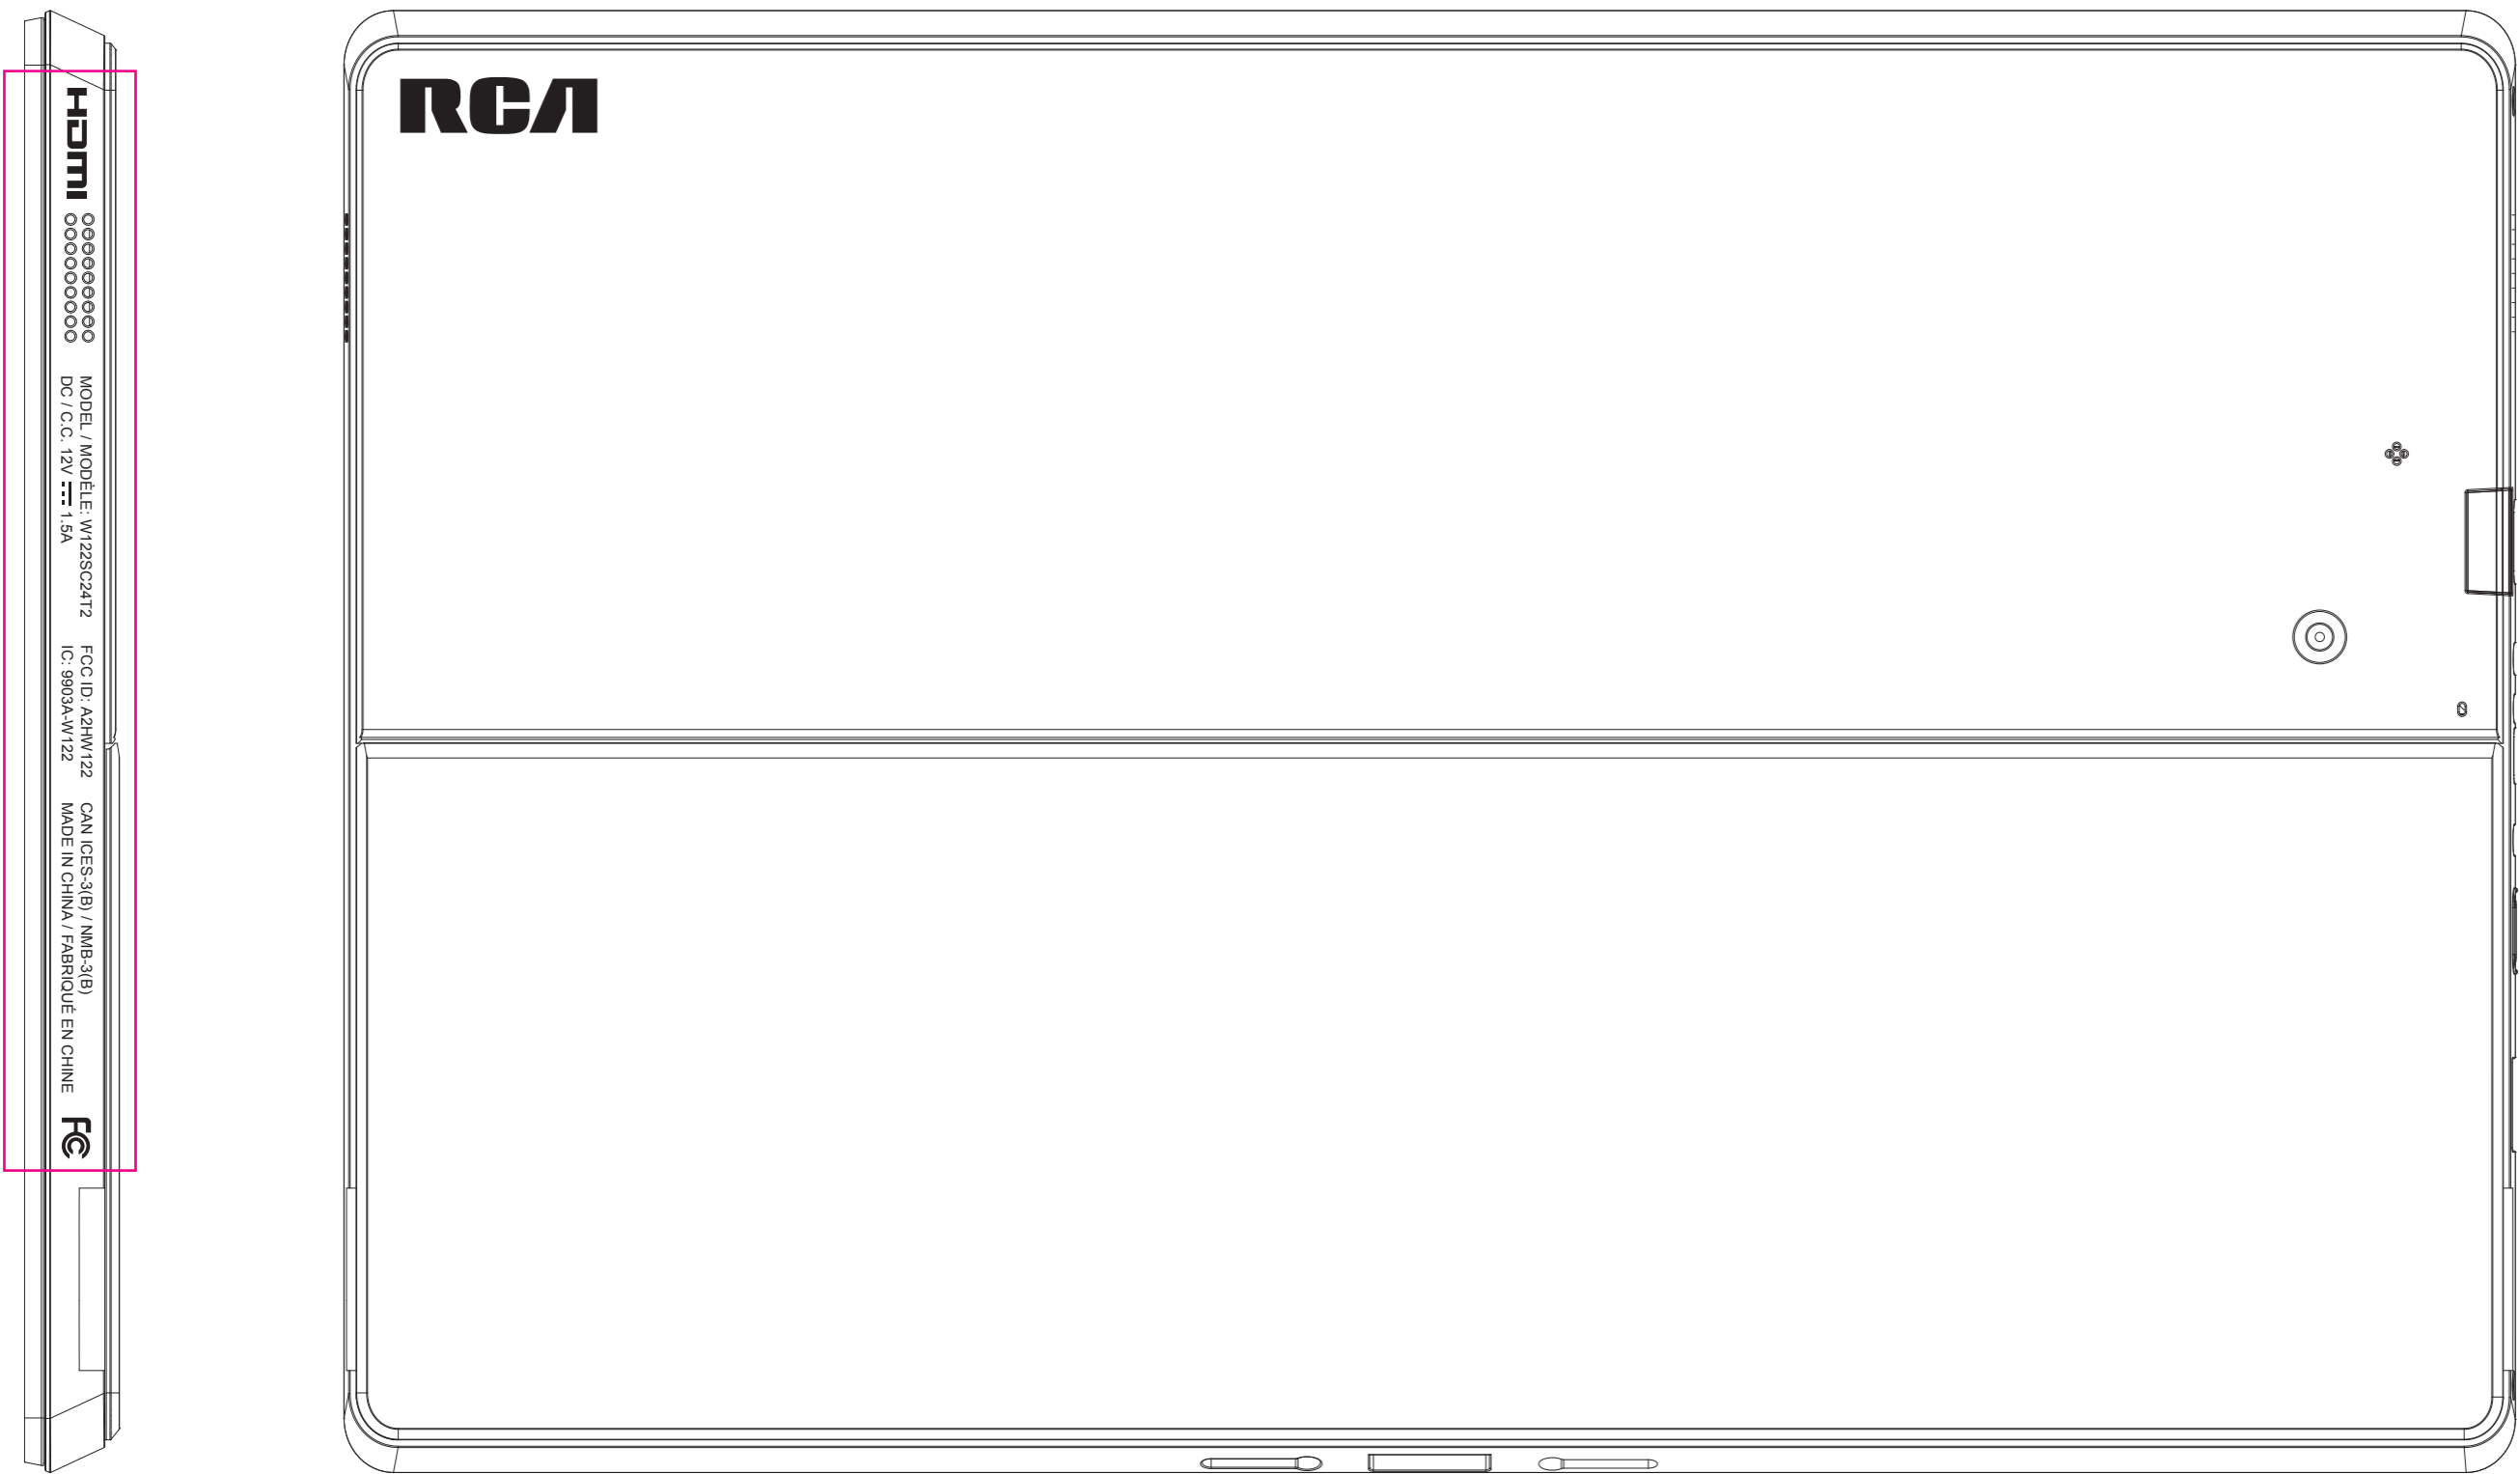 RCA
HDMI
MODEL / MODÈLE: W122SC24T2
DC / C.C. 12V ⎓ 1.5A
FCC ID: A2HW122
IC: 9903A-W122
CAN ICES-3(B) / NMB-3(B)
MADE IN CHINA / FABRIQUÉ EN CHINE
FC